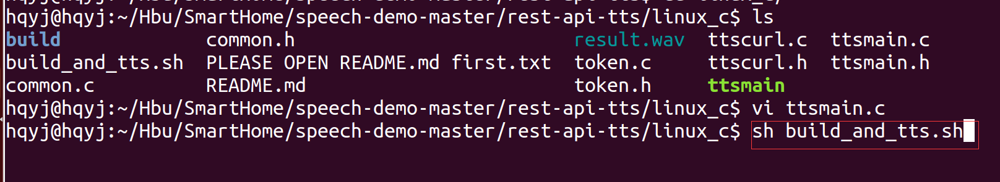 hqyj@hqyj:~/Hbu/SmartHome/speech-demo-master/rest-api-tts/linux_c$ ls
build common.h result.wav ttscurl.c ttsmain.c
build_and_tts.sh PLEASE OPEN README.md first.txt token.c ttscurl.h ttsmain.h
common.c README.md token.h ttsmain
hqyj@hqyj:~/Hbu/SmartHome/speech-demo-master/rest-api-tts/linux_c$ vi ttsmain.c
hqyj@hqyj:~/Hbu/SmartHome/speech-demo-master/rest-api-tts/linux_c$ sh build_and_tts.sh